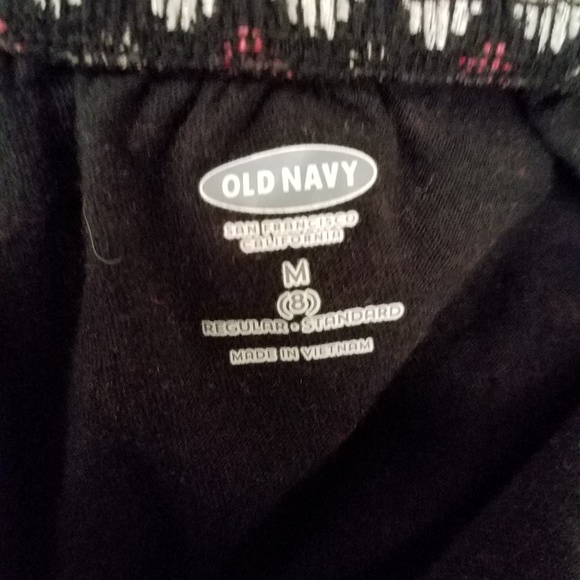 OLD NAVY
SAN FRANCISCO
CALIFORNIA
M
(8)
REGULAR • STANDARD
MADE IN VIETNAM